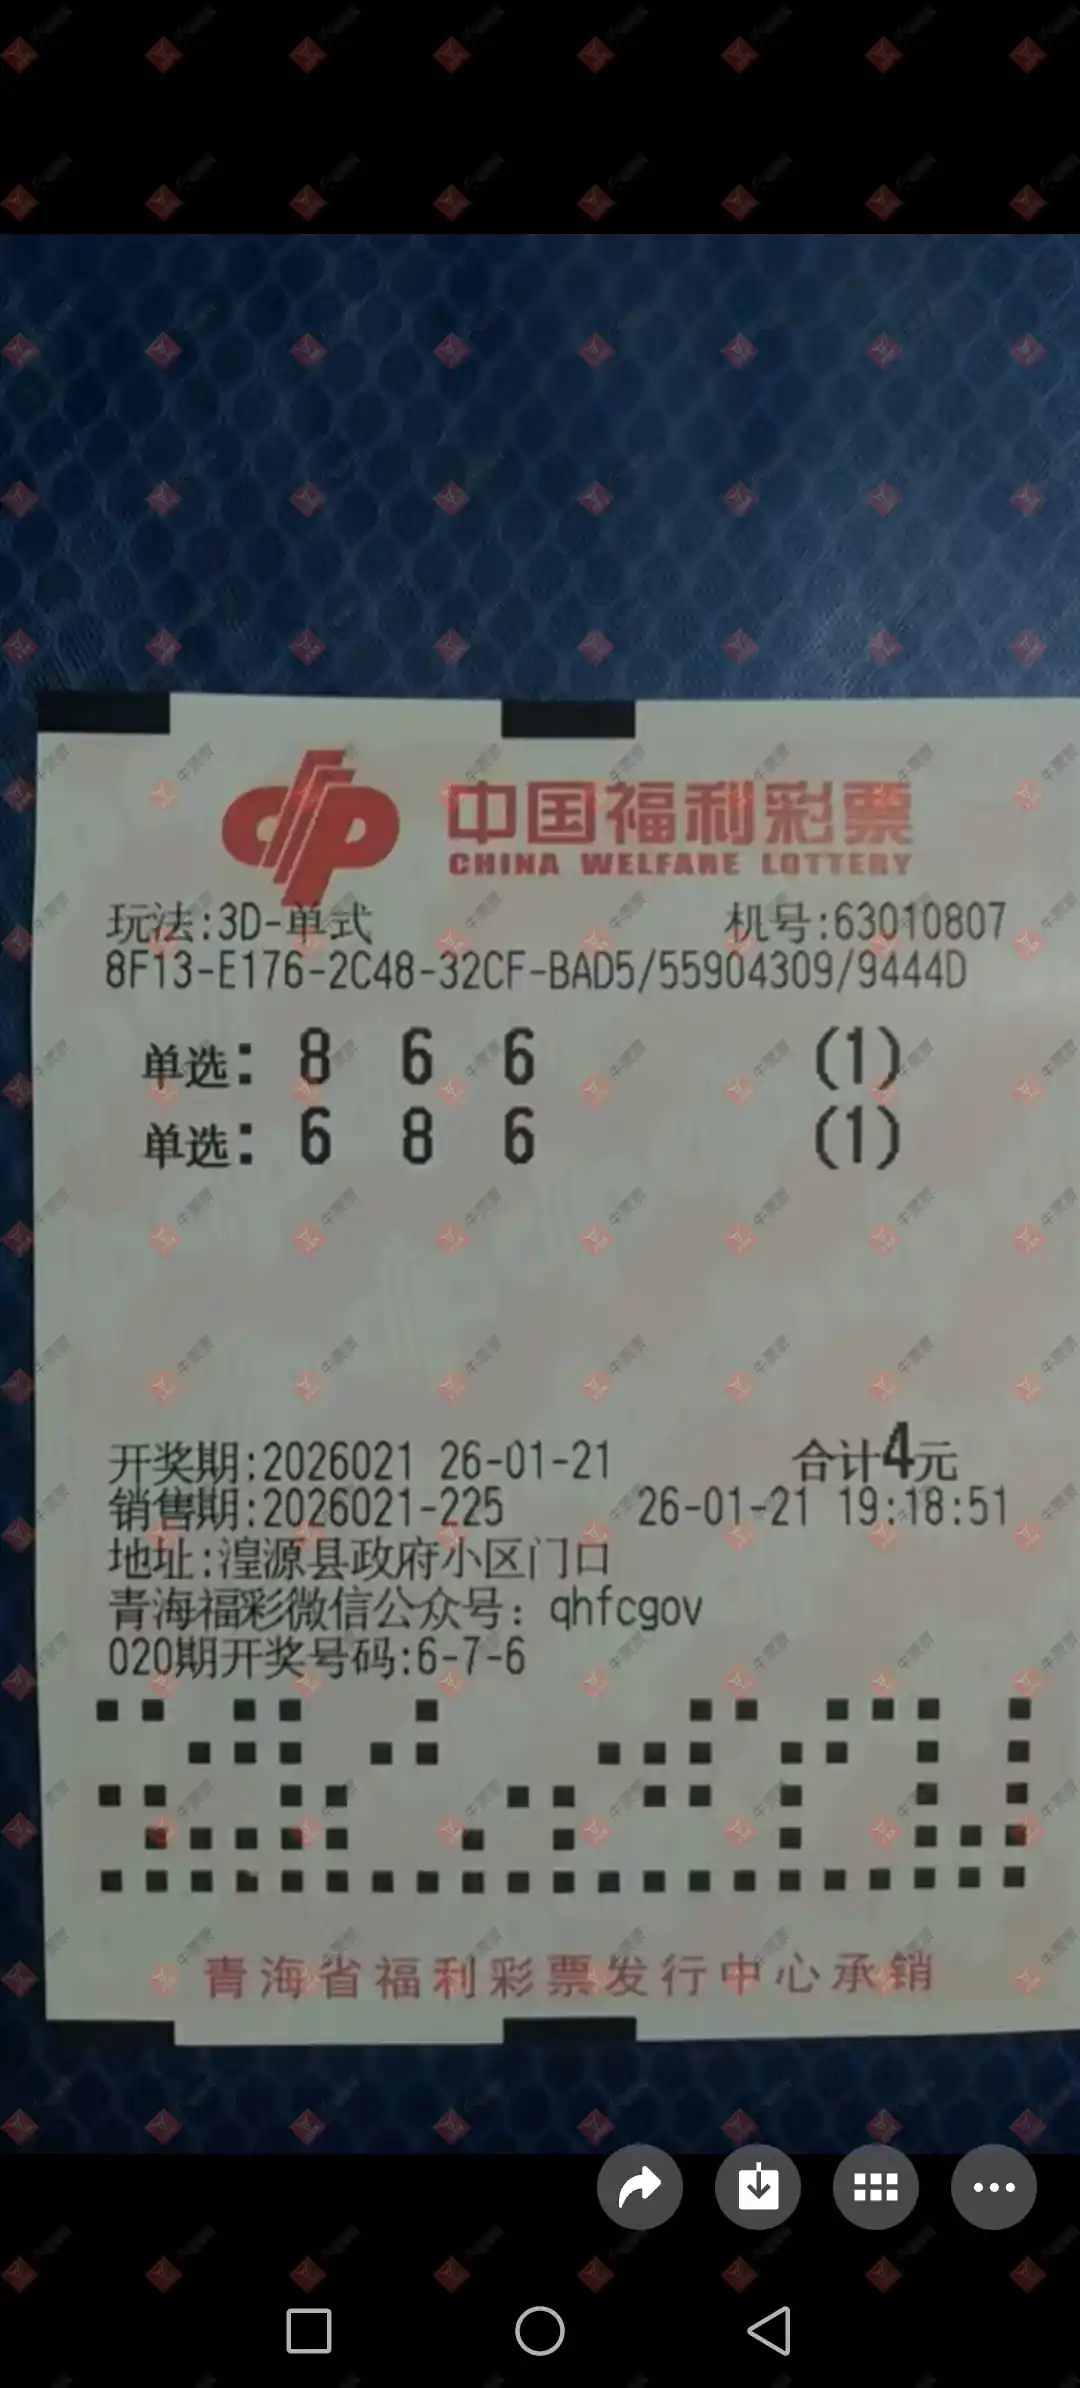 中国福利彩票
CHINA WELFARE LOTTERY
玩法:3D-单式 机号:63010807
8F13-E176-2C48-32CF-BAD5/55904309/9444D
单选: 8 6 6 (1)
单选: 6 8 6 (1)
开奖期:2026021 26-01-21 合计4元
销售期:2026021-225 26-01-21 19:18:51
地址:湟源县政府小区门口
青海福彩微信公众号: qhfcgov
020期开奖号码:6-7-6
青海省福利彩票发行中心承销